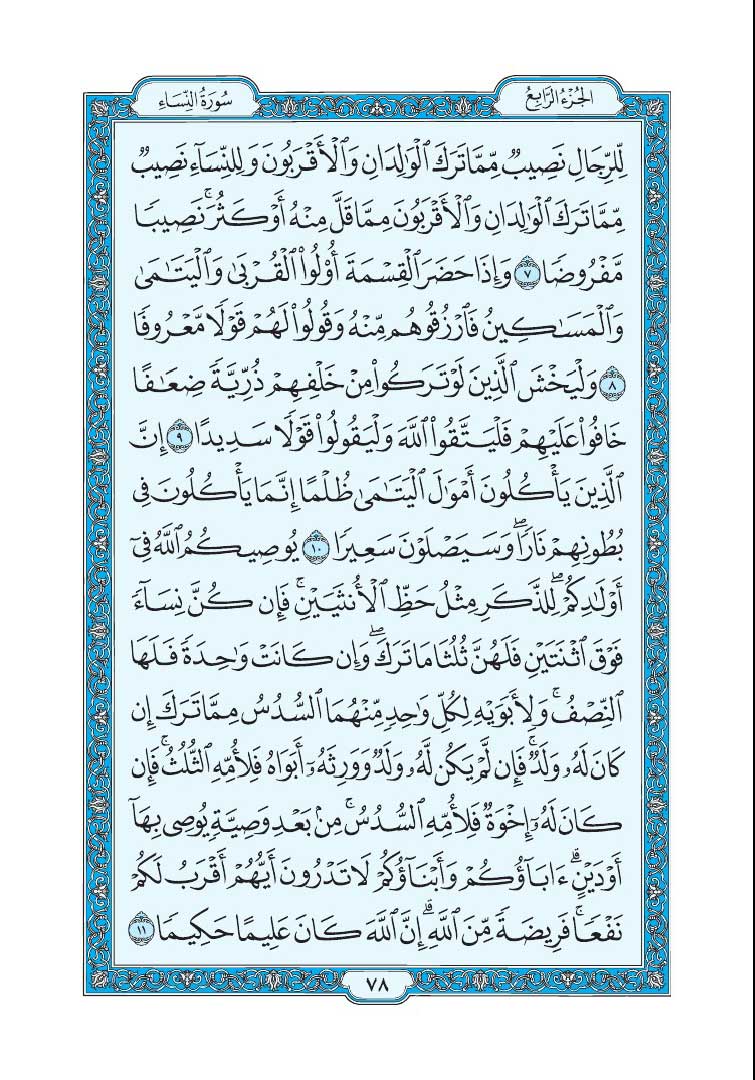 الجُزْءُ الرَّابِعُ
سُورَةُ النِّسَاءِ
لِّلرِّجَالِ نَصِيبٞ مِّمَّا تَرَكَ ٱلۡوَٰلِدَانِ وَٱلۡأَقۡرَبُونَ وَلِلنِّسَآءِ نَصِيبٞ
مِّمَّا تَرَكَ ٱلۡوَٰلِدَانِ وَٱلۡأَقۡرَبُونَ مِمَّا قَلَّ مِنۡهُ أَوۡ كَثُرَۚ نَصِيبٗا
مَّفۡرُوضٗا ٧ وَإِذَا حَضَرَ ٱلۡقِسۡمَةَ أُوْلُواْ ٱلۡقُرۡبَىٰ وَٱلۡيَتَٰمَىٰ
وَٱلۡمَسَٰكِينُ فَٱرۡزُقُوهُم مِّنۡهُ وَقُولُواْ لَهُمۡ قَوۡلٗا مَّعۡرُوفٗا
٨ وَلۡيَخۡشَ ٱلَّذِينَ لَوۡ تَرَكُواْ مِنۡ خَلۡفِهِمۡ ذُرِّيَّةٗ ضِعَٰفًا
خَافُواْ عَلَيۡهِمۡ فَلۡيَتَّقُواْ ٱللَّهَ وَلۡيَقُولُواْ قَوۡلٗا سَدِيدًا ٩ إِنَّ
ٱلَّذِينَ يَأۡكُلُونَ أَمۡوَٰلَ ٱلۡيَتَٰمَىٰ ظُلۡمًا إِنَّمَا يَأۡكُلُونَ فِي
بُطُونِهِمۡ نَارٗاۖ وَسَيَصۡلَوۡنَ سَعِيرٗا ١٠ يُوصِيكُمُ ٱللَّهُ فِيٓ
أَوۡلَٰدِكُمۡۖ لِلذَّكَرِ مِثۡلُ حَظِّ ٱلۡأُنثَيَيۡنِۚ فَإِن كُنَّ نِسَآءٗ
فَوۡقَ ٱثۡنَتَيۡنِ فَلَهُنَّ ثُلُثَا مَا تَرَكَۖ وَإِن كَانَتۡ وَٰحِدَةٗ فَلَهَا
ٱلنِّصۡفُۚ وَلِأَبَوَيۡهِ لِكُلِّ وَٰحِدٖ مِّنۡهُمَا ٱلسُّدُسُ مِمَّا تَرَكَ إِن
كَانَ لَهُۥ وَلَدٞۚ فَإِن لَّمۡ يَكُن لَّهُۥ وَلَدٞ وَوَرِثَهُۥٓ أَبَوَاهُ فَلِأُمِّهِ ٱلثُّلُثُۚ فَإِن
كَانَ لَهُۥٓ إِخۡوَةٞ فَلِأُمِّهِ ٱلسُّدُسُۚ مِنۢ بَعۡدِ وَصِيَّةٖ يُوصِي بِهَآ
أَوۡ دَيۡنٍۗ ءَابَآؤُكُمۡ وَأَبۡنَآؤُكُمۡ لَا تَدۡرُونَ أَيُّهُمۡ أَقۡرَبُ لَكُمۡ
نَفۡعٗاۚ فَرِيضَةٗ مِّنَ ٱللَّهِۗ إِنَّ ٱللَّهَ كَانَ عَلِيمًا حَكِيمٗا ١١
٧٨